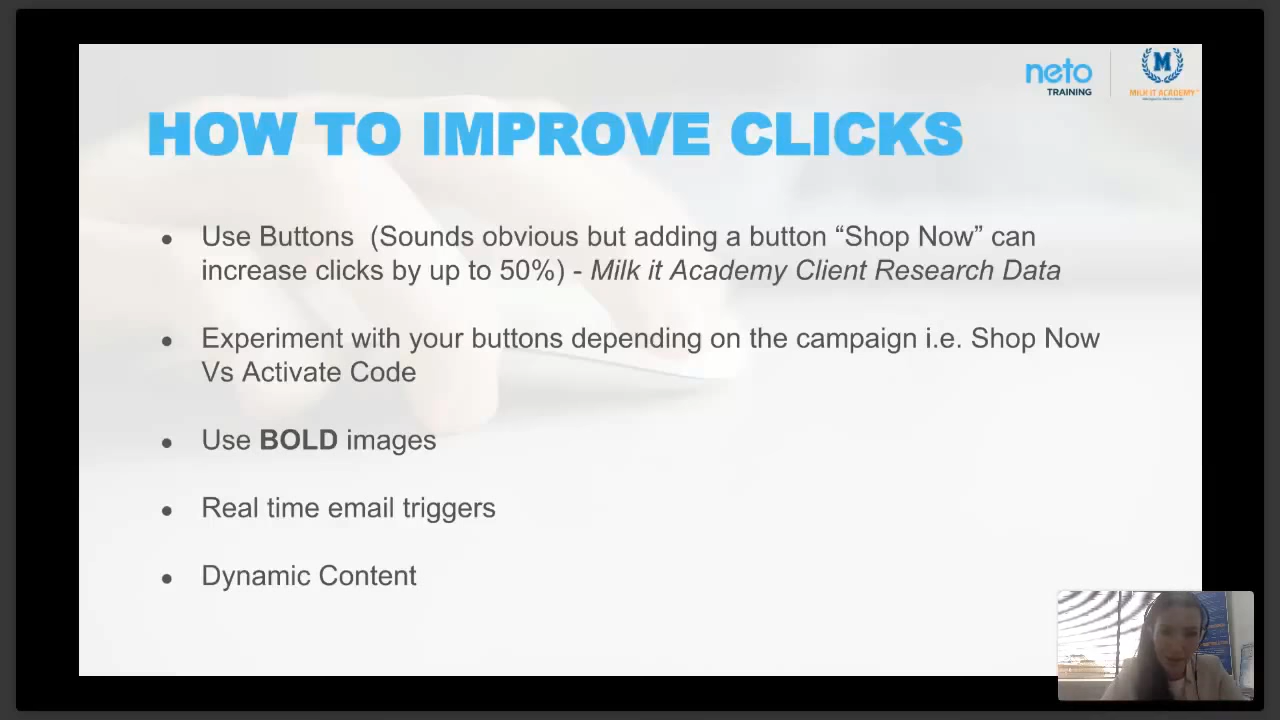 neto
TRAINING
M
MILK IT ACADEMY
HOW TO IMPROVE CLICKS
● Use Buttons  (Sounds obvious but adding a button “Shop Now” can
increase clicks by up to 50%) - Milk it Academy Client Research Data
● Experiment with your buttons depending on the campaign i.e. Shop Now
Vs Activate Code
● Use BOLD images
● Real time email triggers
● Dynamic Content